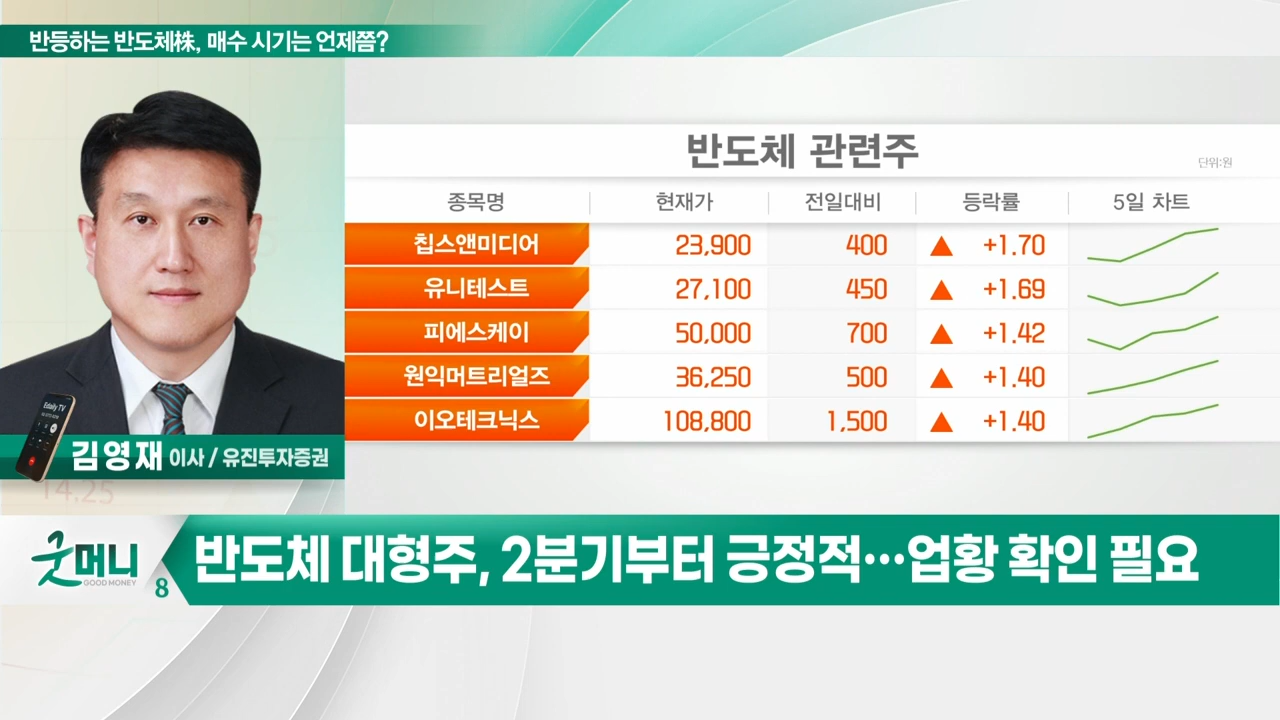 반등하는 반도체株, 매수 시기는 언제쯤?
반도체 관련주
단위:원
종목명 현재가 전일대비 등락률 5일 차트
칩스앤미디어 23,900 400 ▲ +1.70
유니테스트 27,100 450 ▲ +1.69
피에스케이 50,000 700 ▲ +1.42
원익머트리얼즈 36,250 500 ▲ +1.40
이오테크닉스 108,800 1,500 ▲ +1.40
Edaily TV
김영재 이사 / 유진투자증권
14.25
굿머니
GOOD MONEY
8
반도체 대형주, 2분기부터 긍정적…업황 확인 필요